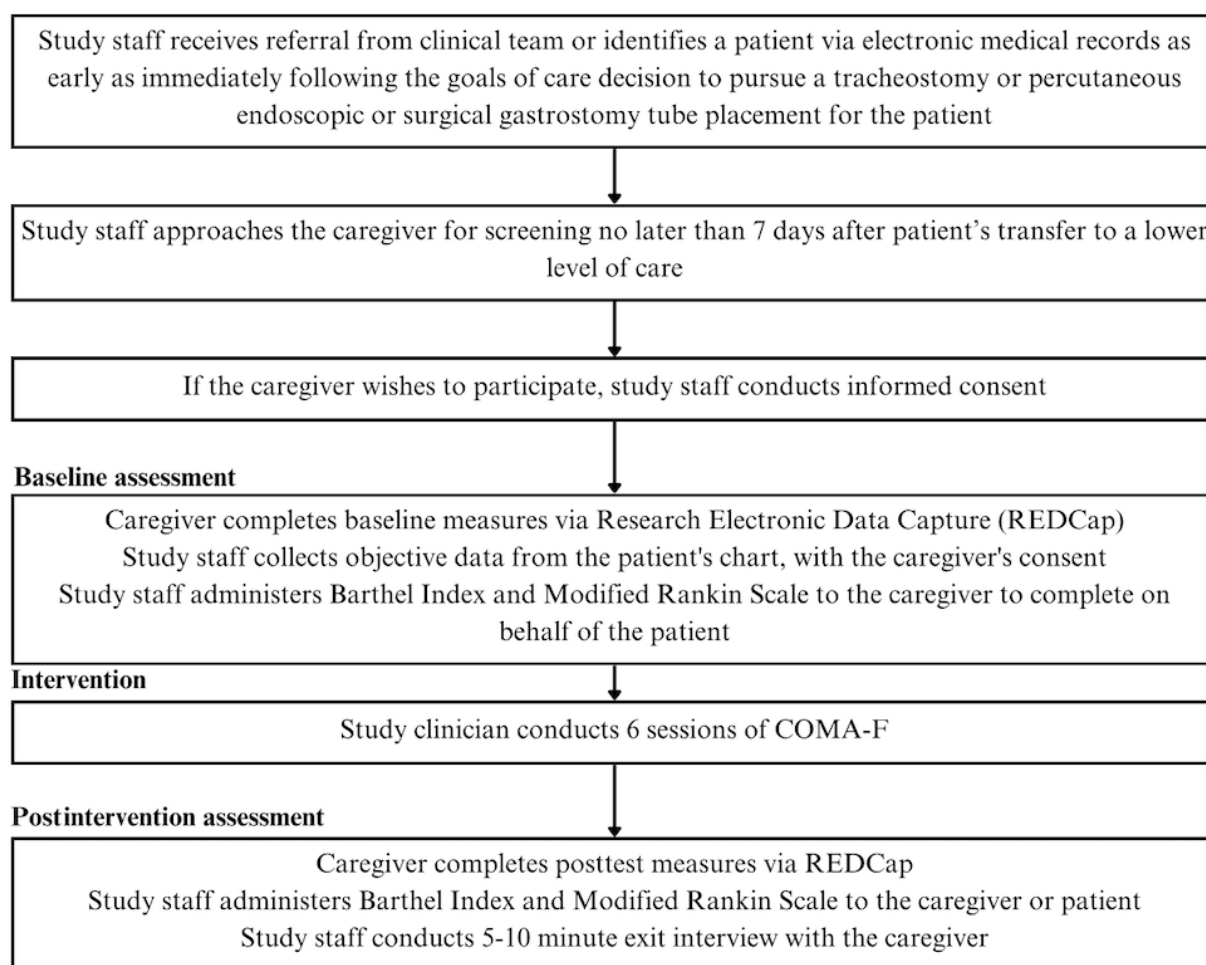 Study staff receives referral from clinical team or identifies a patient via electronic medical records as
early as immediately following the goals of care decision to pursue a tracheostomy or percutaneous
endoscopic or surgical gastrostomy tube placement for the patient
Study staff approaches the caregiver for screening no later than 7 days after patient’s transfer to a lower
level of care
If the caregiver wishes to participate, study staff conducts informed consent
Baseline assessment
Caregiver completes baseline measures via Research Electronic Data Capture (REDCap)
Study staff collects objective data from the patient's chart, with the caregiver's consent
Study staff administers Barthel Index and Modified Rankin Scale to the caregiver to complete on
behalf of the patient
Intervention
Study clinician conducts 6 sessions of COMA-F
Postintervention assessment
Caregiver completes posttest measures via REDCap
Study staff administers Barthel Index and Modified Rankin Scale to the caregiver or patient
Study staff conducts 5-10 minute exit interview with the caregiver